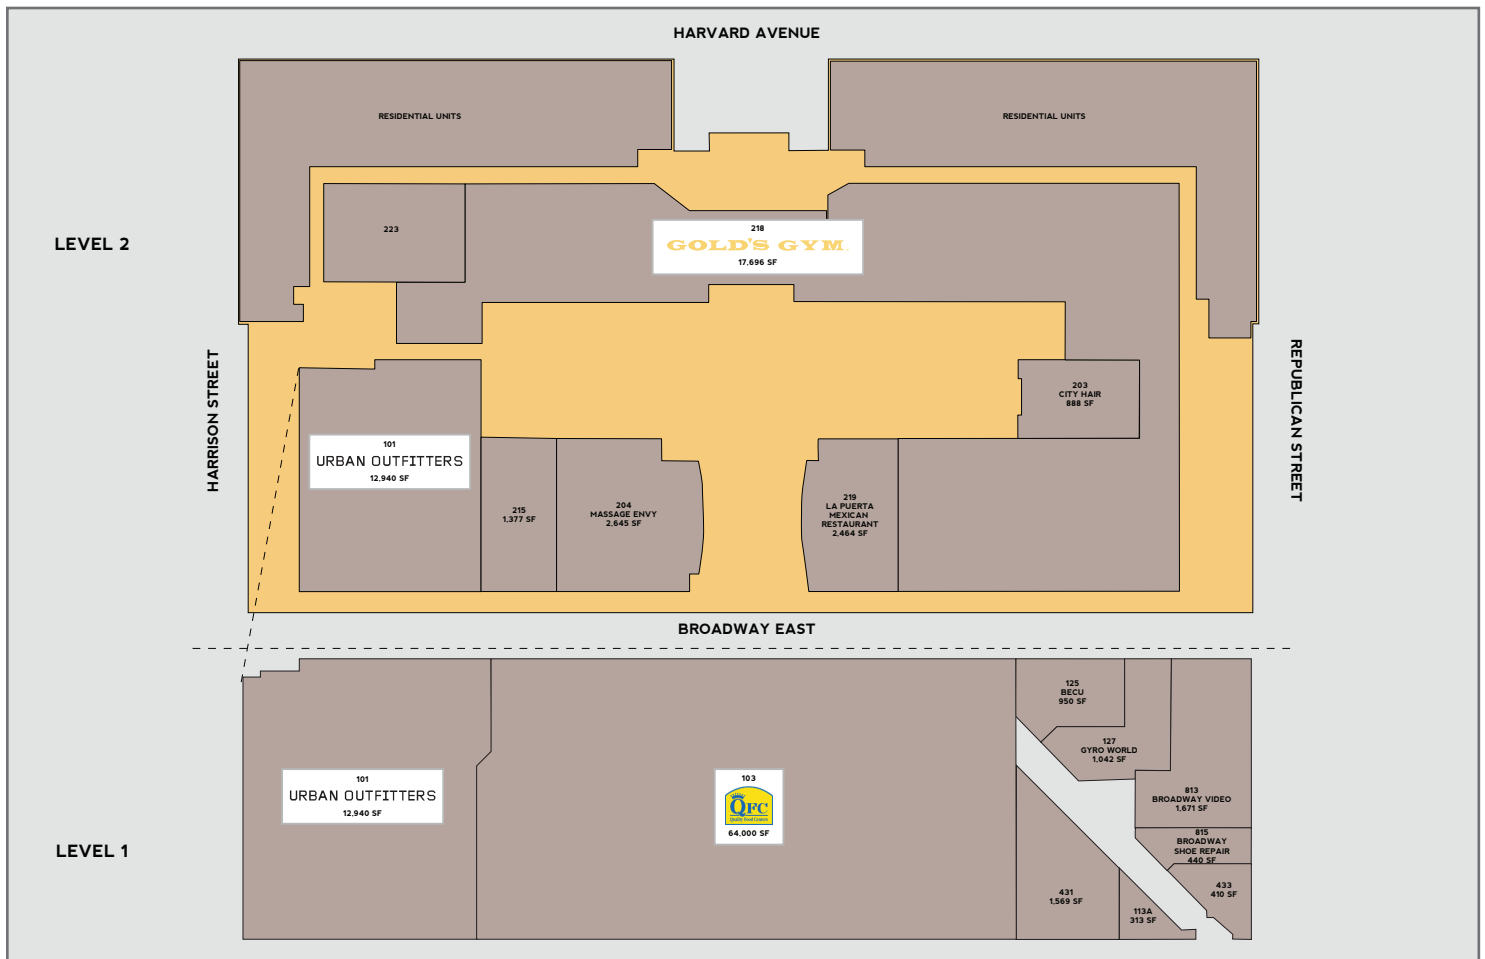 HARVARD AVENUE
RESIDENTIAL UNITS
RESIDENTIAL UNITS
LEVEL 2
223
218
GOLD'S GYM.
17,696 SF
HARRISON STREET
REPUBLICAN STREET
203
CITY HAIR
888 SF
101
URBAN OUTFITTERS
12,940 SF
215
1,377 SF
204
MASSAGE ENVY
2,645 SF
219
LA PUERTA
MEXICAN
RESTAURANT
2,464 SF
BROADWAY EAST
125
BECU
950 SF
127
GYRO WORLD
1,042 SF
101
URBAN OUTFITTERS
12,940 SF
103
QFC
Quality Food Centers
64,000 SF
813
BROADWAY VIDEO
1,671 SF
815
BROADWAY
SHOE REPAIR
440 SF
LEVEL 1
431
1,569 SF
433
410 SF
113A
313 SF